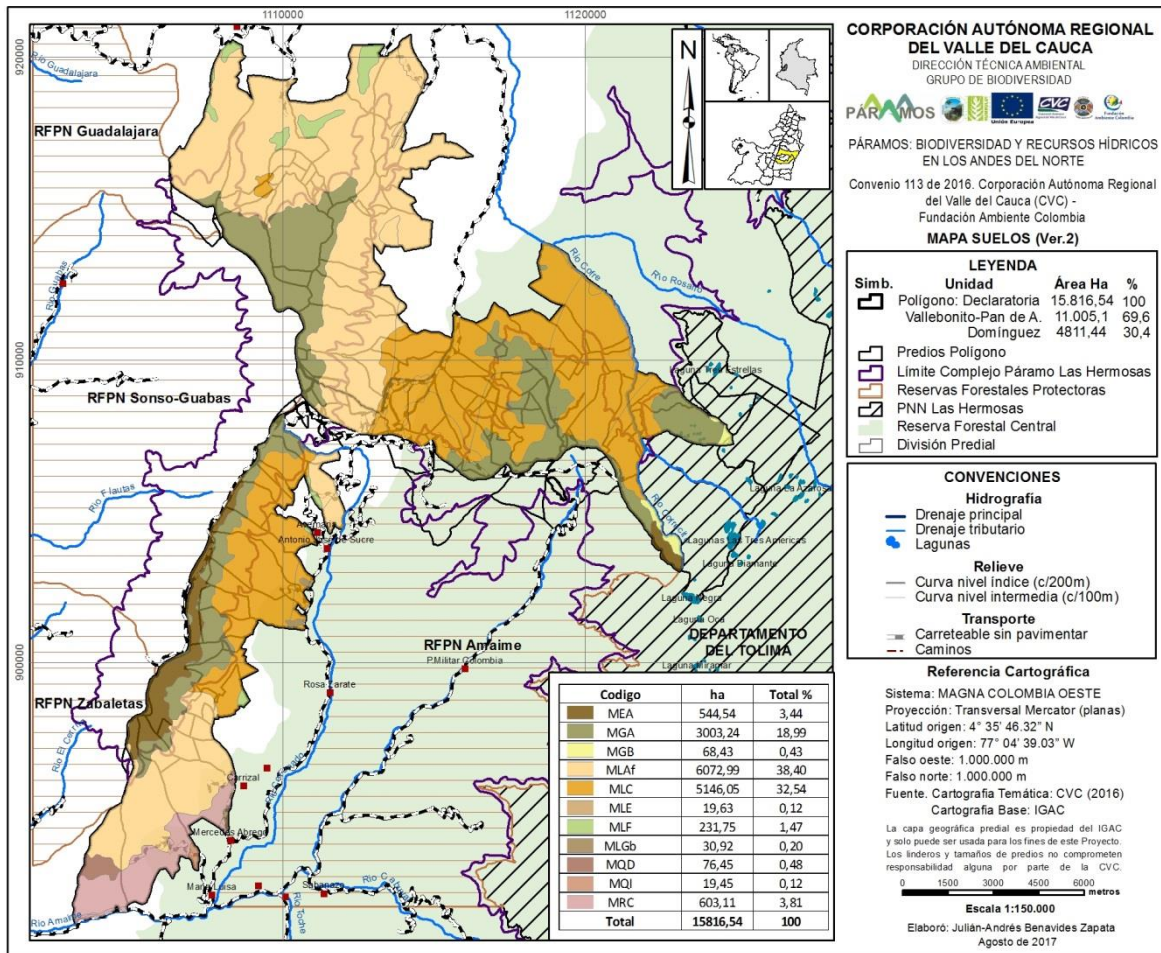 1110000
1120000
920000
910000
900000
N
Río Guadalajara
RFPN Guadalajara
Río Guabas
RFPN Sonso-Guabas
Río Cofre
Río Rosario
Laguna Tres Estrellas
Laguna La Azarosa
Lagunas Las Tres Américas
Laguna Diamante
Laguna Negra
Laguna Oca
DEPARTAMENTO
DEL TOLIMA
Laguna Miramar
Antonio José de Sucre
RFPN Amaime
P.Militar Colombia
Rosa Zarate
RFPN Zabaletas
Carrizal
Mercedes Abrego
María Luisa
Río Amaime
Río Toche
CORPORACIÓN AUTÓNOMA REGIONAL
DEL VALLE DEL CAUCA
DIRECCIÓN TÉCNICA AMBIENTAL
GRUPO DE BIODIVERSIDAD
PÁRAMOS
Unión Europea
CVC
Fundación
Ambiente Colombia
PÁRAMOS: BIODIVERSIDAD Y RECURSOS HÍDRICOS
EN LOS ANDES DEL NORTE
Convenio 113 de 2016. Corporación Autónoma Regional
del Valle del Cauca (CVC) -
Fundación Ambiente Colombia
MAPA SUELOS (Ver.2)
LEYENDA
Simb. Unidad Área Ha %
Polígono: Declaratoria 15.816,54 100
Vallebonito-Pan de A. 11.005,1 69,6
Domínguez 4811,44 30,4
Predios Polígono
Límite Complejo Páramo Las Hermosas
Reservas Forestales Protectoras
PNN Las Hermosas
Reserva Forestal Central
División Predial
CONVENCIONES
Hidrografía
Drenaje principal
Drenaje tributario
Lagunas
Relieve
Curva nivel índice (c/200m)
Curva nivel intermedia (c/100m)
Transporte
Carreteable sin pavimentar
Caminos
Referencia Cartográfica
Sistema: MAGNA COLOMBIA OESTE
Proyección: Transversal Mercator (planas)
Latitud origen: 4° 35' 46.32" N
Longitud origen: 77° 04' 39.03" W
Falso oeste: 1.000.000 m
Falso norte: 1.000.000 m
Fuente. Cartografía Temática: CVC (2016)
Cartografía Base: IGAC
La capa geográfica predial es propiedad del IGAC
y solo puede ser usada para los fines de este Proyecto.
Los linderos y tamaños de predios no comprometen
responsabilidad alguna por parte de la CVC.
0 1500 3000 4500 6000
metros
Escala 1:150.000
Elaboró: Julián-Andrés Benavides Zapata
Agosto de 2017
Codigo ha Total %
MEA 544,54 3,44
MGA 3003,24 18,99
MGB 68,43 0,43
MLAf 6072,99 38,40
MLC 5146,05 32,54
MLE 19,63 0,12
MLF 231,75 1,47
MLGb 30,92 0,20
MQD 76,45 0,48
MQI 19,45 0,12
MRC 603,11 3,81
Total 15816,54 100